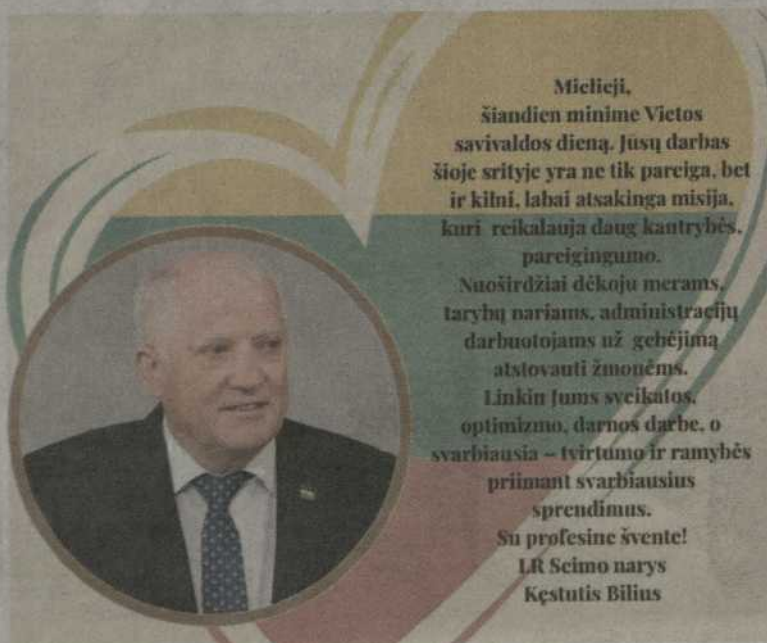 Mielieji,
šiandien minime Vietos
savivaldos dieną. Jūsų darbas
šioje srityje yra ne tik pareiga, bet
ir kilni, labai atsakinga misija,
kuri reikalauja daug kantrybės,
pareigingumo.
Nuoširdžiai dėkoju merams,
tarybų nariams, administracijų
darbuotojams už gebėjimą
atstovauti žmonėms.
Linkiu Jums sveikatos,
optimizmo, darnos darbe, o
svarbiausia – tvirtumo ir ramybės
priimant svarbiausius
sprendimus.
Su profesine švente!
LR Seimo narys
Kęstutis Bilius